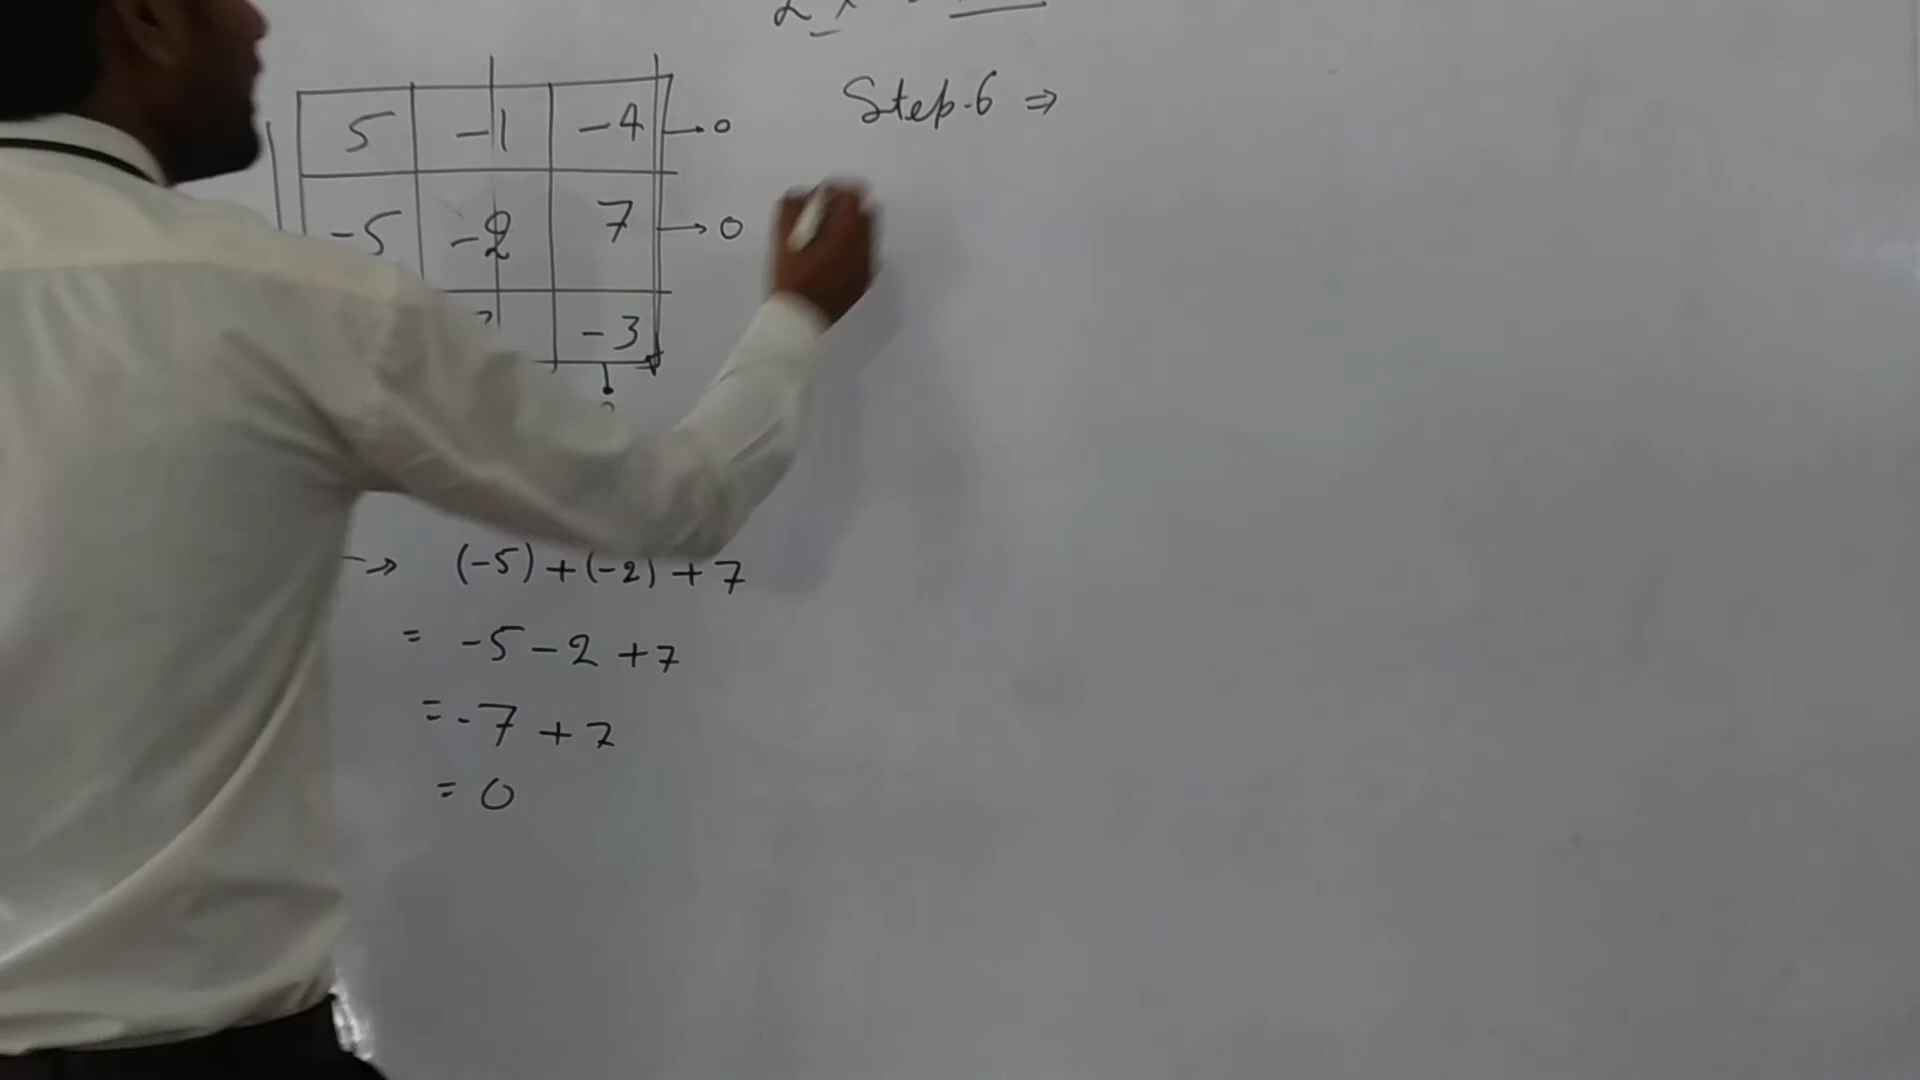 5 -1 -4 → 0
-5 -2 7 → 0
-3
Step-6 ⇒
→ (-5) + (-2) + 7
= -5 - 2 + 7
= -7 + 7
= 0